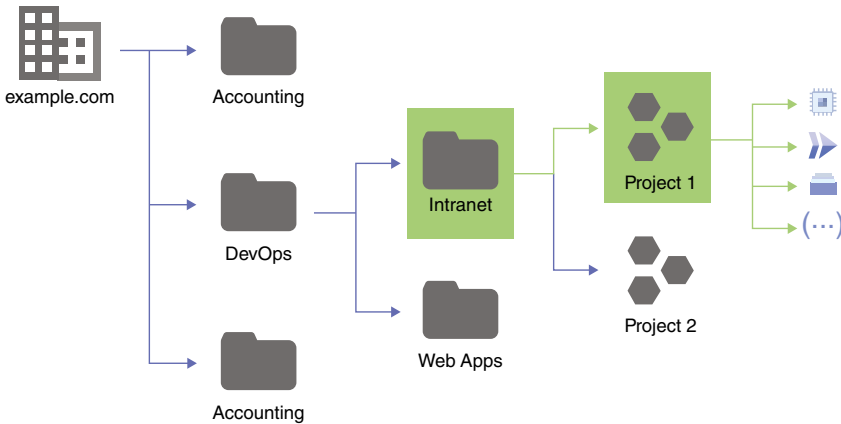 example.com
Accounting
DevOps
Accounting
Intranet
Web Apps
Project 1
Project 2
(...)